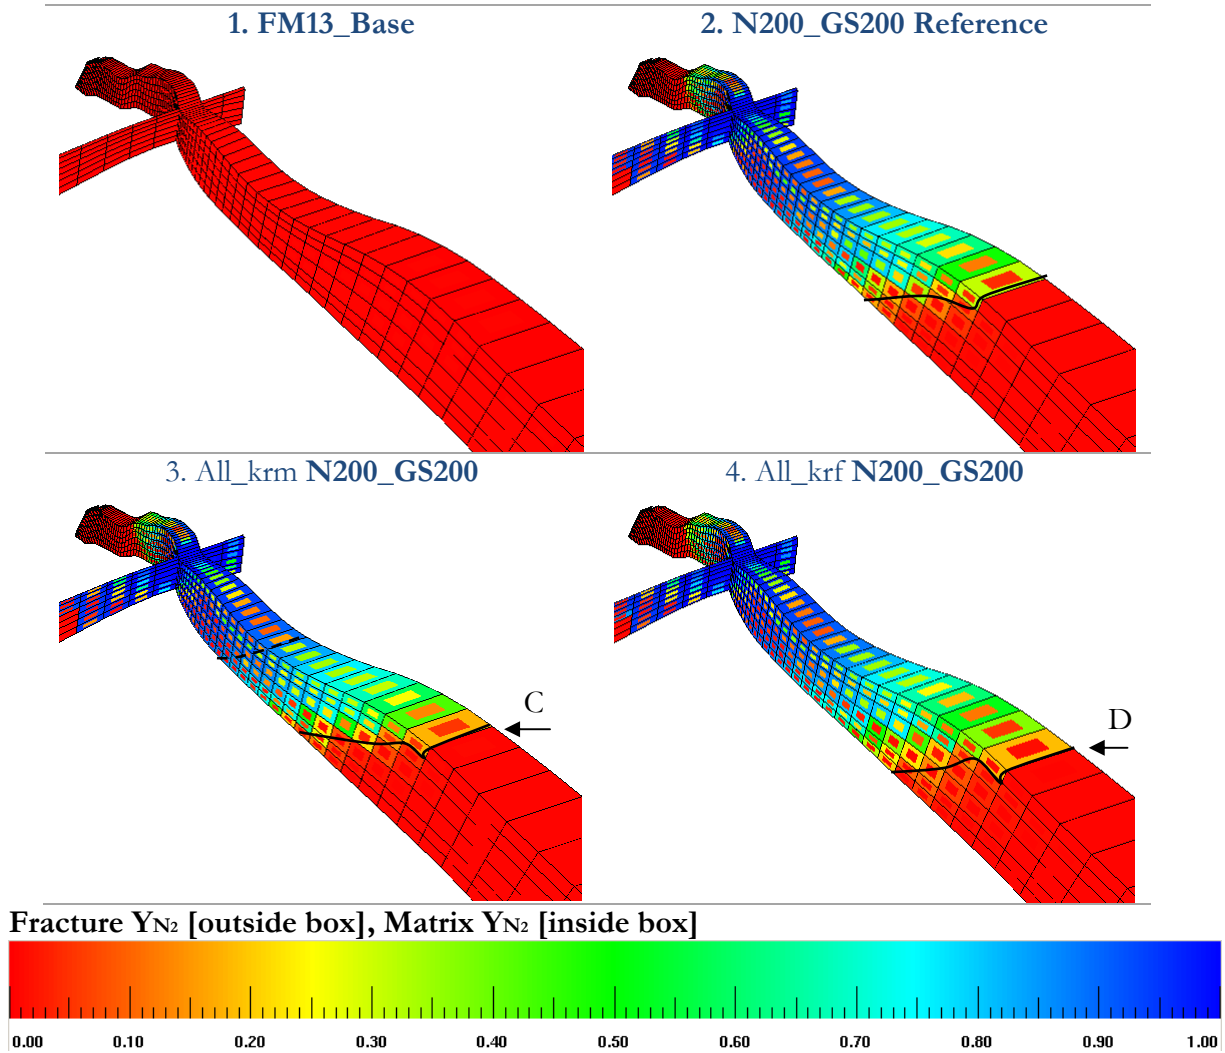 1. FM13_Base
2. N200_GS200 Reference
3. All_krm N200_GS200
4. All_krf N200_GS200
C
D
Fracture YN2 [outside box], Matrix YN2 [inside box]
0.00 0.10 0.20 0.30 0.40 0.50 0.60 0.70 0.80 0.90 1.00